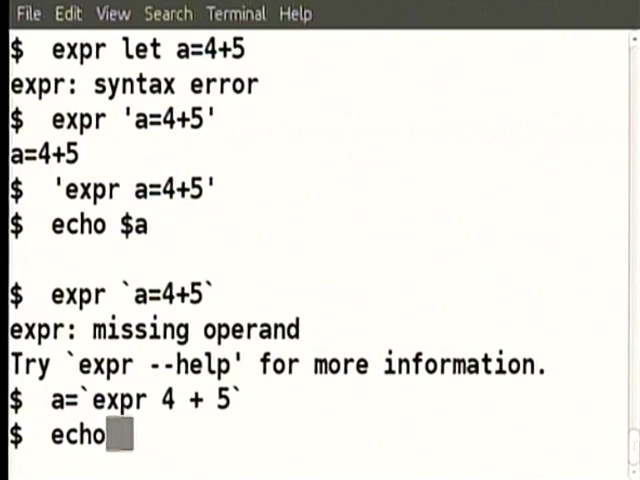 File Edit View Search Terminal Help
$ expr let a=4+5
expr: syntax error
$ expr 'a=4+5'
a=4+5
$ 'expr a=4+5'
$ echo $a
$ expr `a=4+5`
expr: missing operand
Try `expr --help' for more information.
$ a=`expr 4 + 5`
$ echo